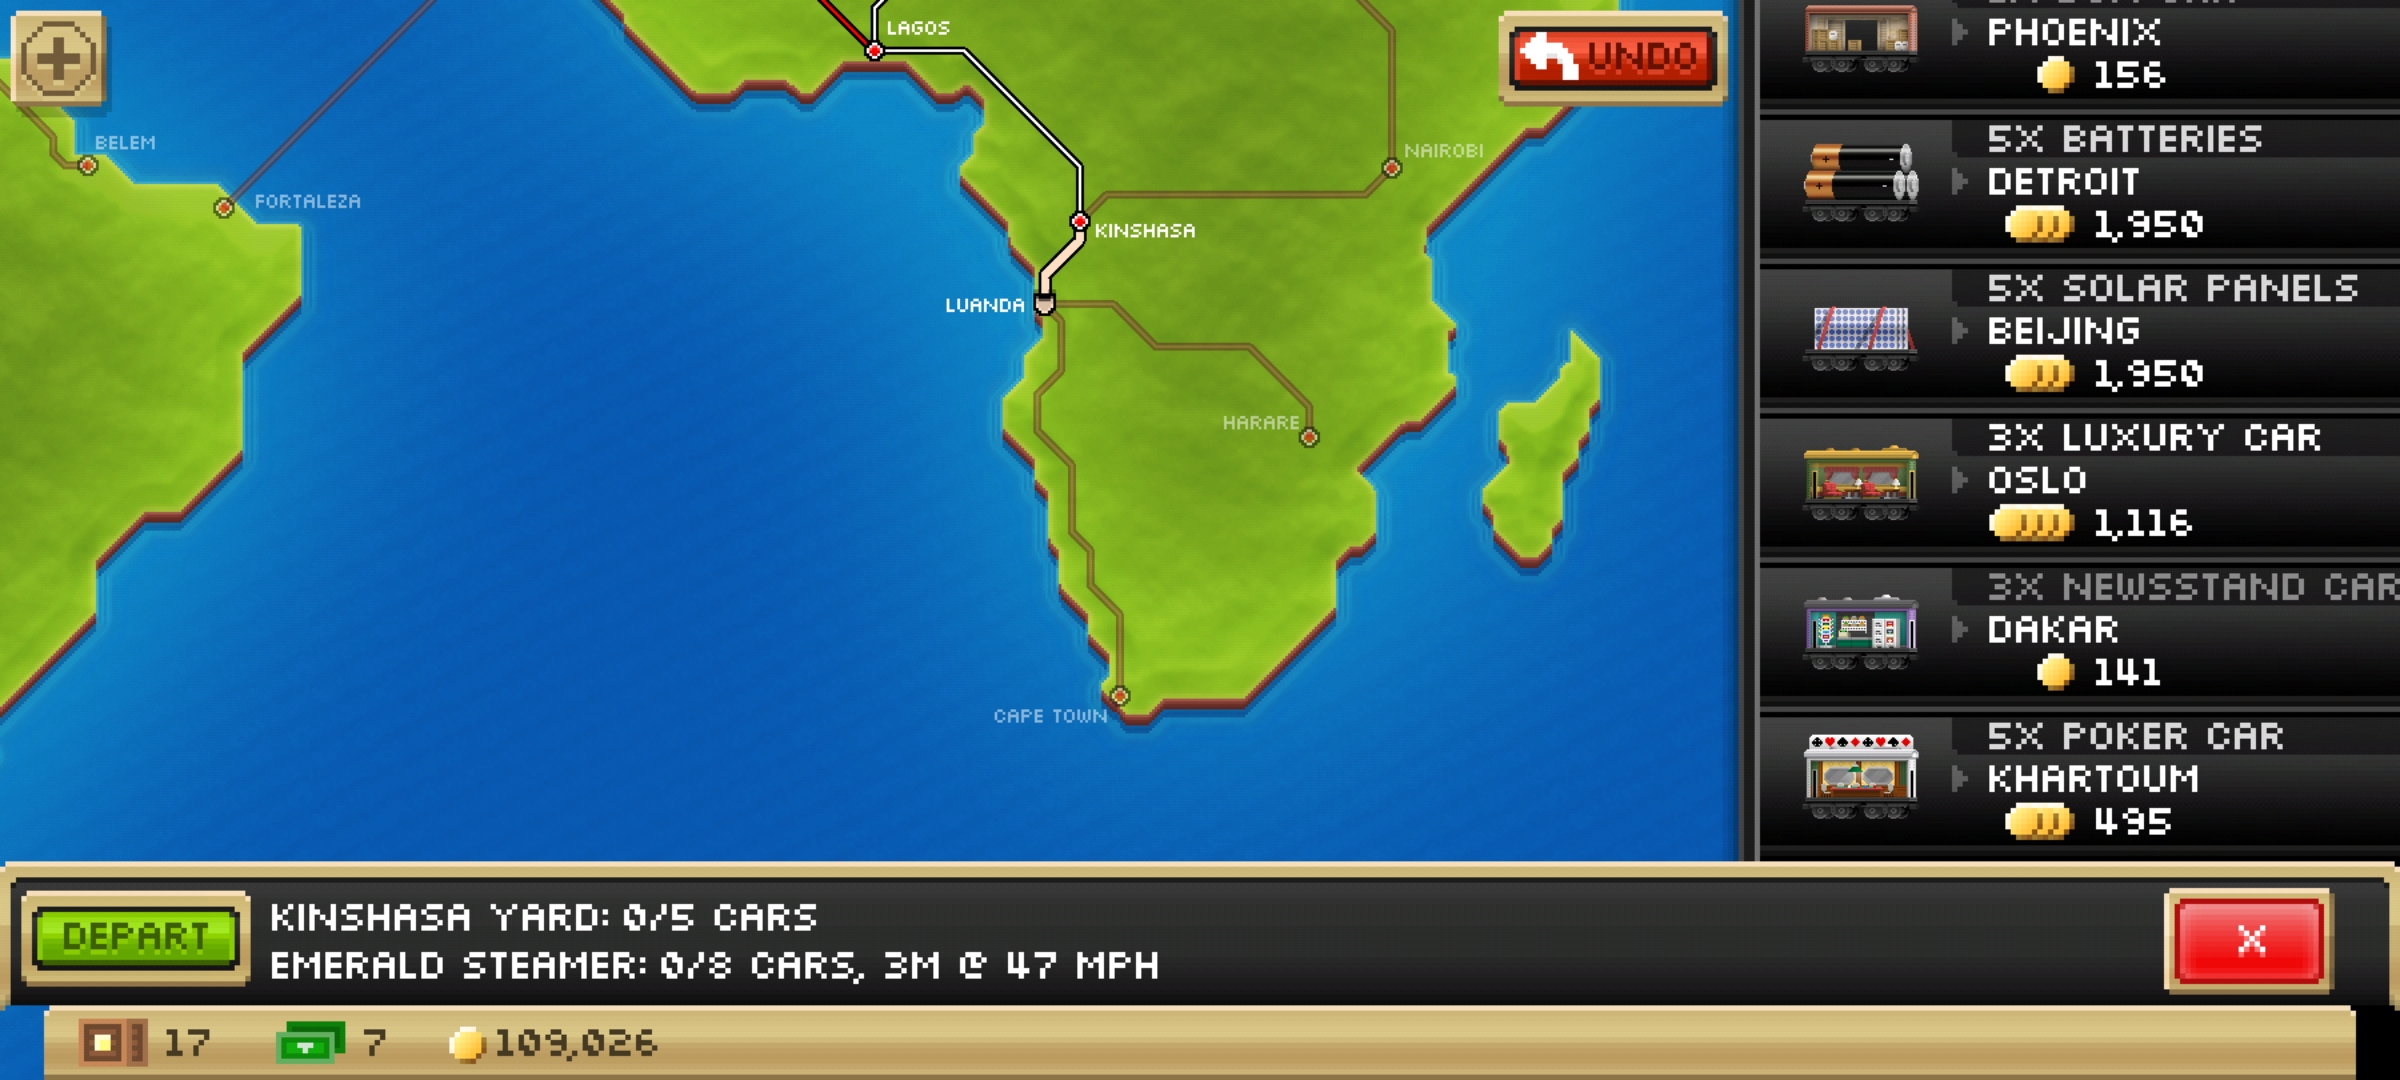 LAGOS
UNDO
BELEM
FORTALEZA
NAIROBI
KINSHASA
LUANDA
HARARE
CAPE TOWN
PHOENIX
156
5X BATTERIES
DETROIT
1,950
5X SOLAR PANELS
BEIJING
1,950
3X LUXURY CAR
OSLO
1,116
3X NEWSSTAND CAR
DAKAR
141
5X POKER CAR
KHARTOUM
495
DEPART
KINSHASA YARD: 0/5 CARS
EMERALD STEAMER: 0/8 CARS, 3M @ 47 MPH
X
17
7
109,026